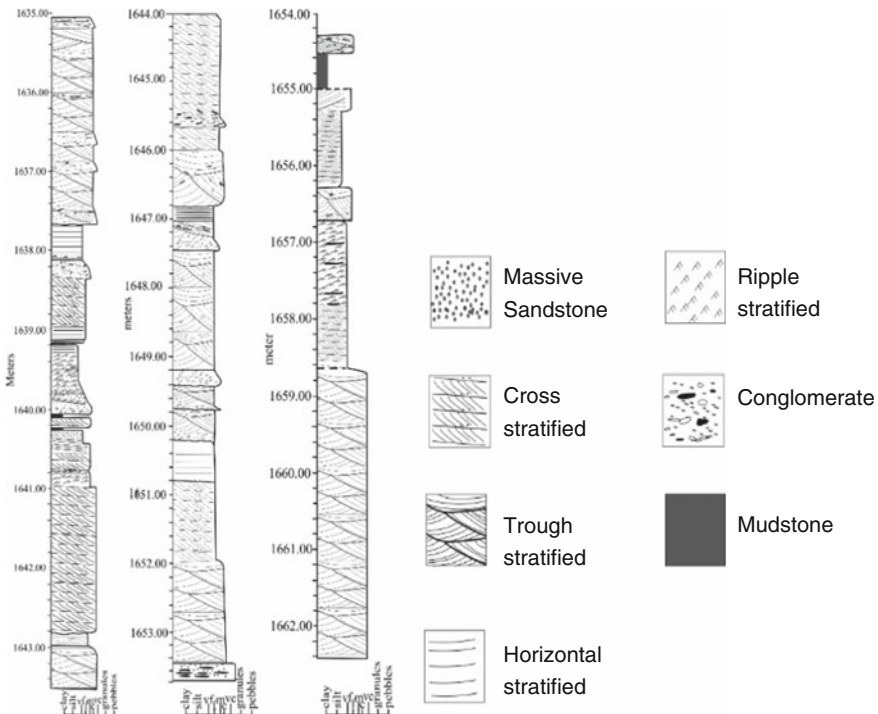 1635.00
1636.00
1637.00
1638.00
1639.00
1640.00
1641.00
1642.00
1643.00
Meters
clay
silt
granules
pebbles
1644.00
1645.00
1646.00
1647.00
1648.00
1649.00
1650.00
1651.00
1652.00
1653.00
meters
clay
silt
granules
pebbles
1654.00
1655.00
1656.00
1657.00
1658.00
1659.00
1660.00
1661.00
1662.00
meter
clay
silt
granules
pebbles
Massive
Sandstone
Ripple
stratified
Cross
stratified
Conglomerate
Trough
stratified
Mudstone
Horizontal
stratified